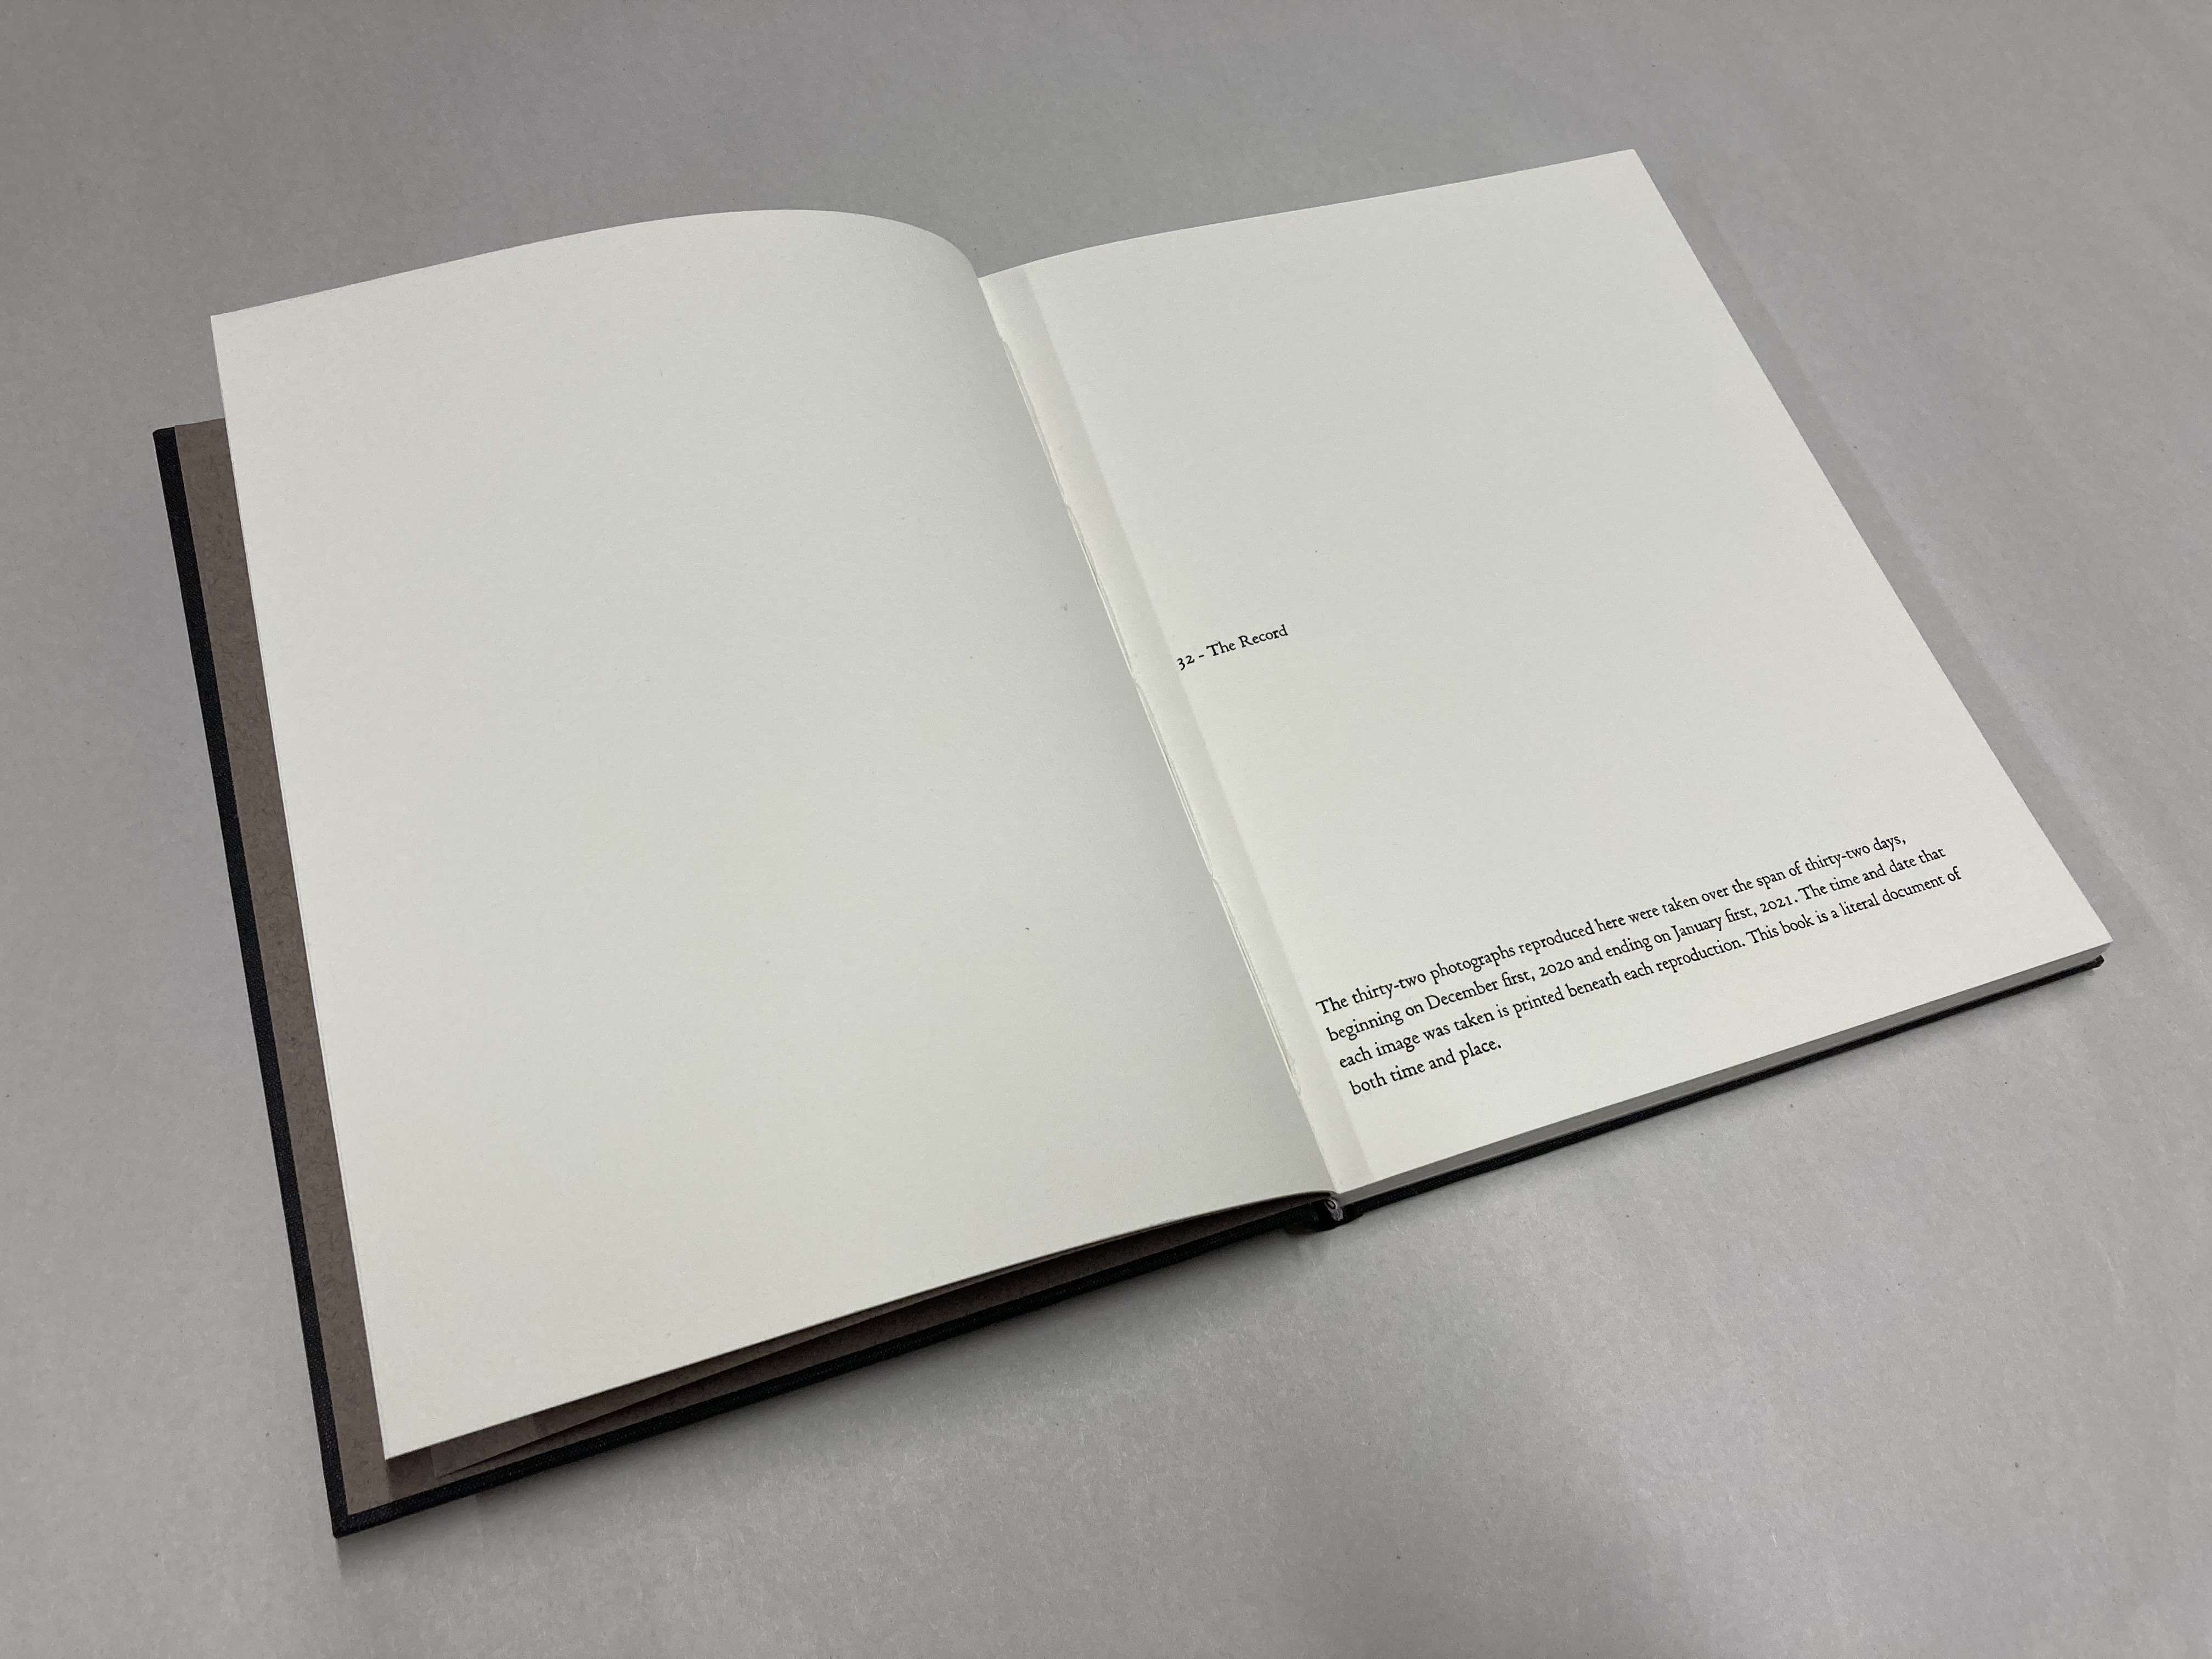 32 - The Record
The thirty-two photographs reproduced here were taken over the span of thirty-two days,
beginning on December first, 2020 and ending on January first, 2021. The time and date that
each image was taken is printed beneath each reproduction. This book is a literal document of
both time and place.